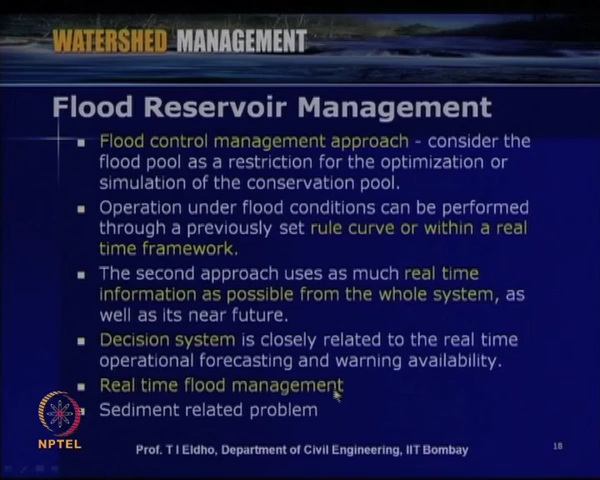 WATERSHED MANAGEMENT
Flood Reservoir Management
Flood control management approach - consider the
flood pool as a restriction for the optimization or
simulation of the conservation pool.
Operation under flood conditions can be performed
through a previously set rule curve or within a real
time framework.
The second approach uses as much real time
information as possible from the whole system, as
well as its near future.
Decision system is closely related to the real time
operational forecasting and warning availability.
Real time flood management
Sediment related problem
NPTEL
Prof. T I Eldho, Department of Civil Engineering, IIT Bombay
18